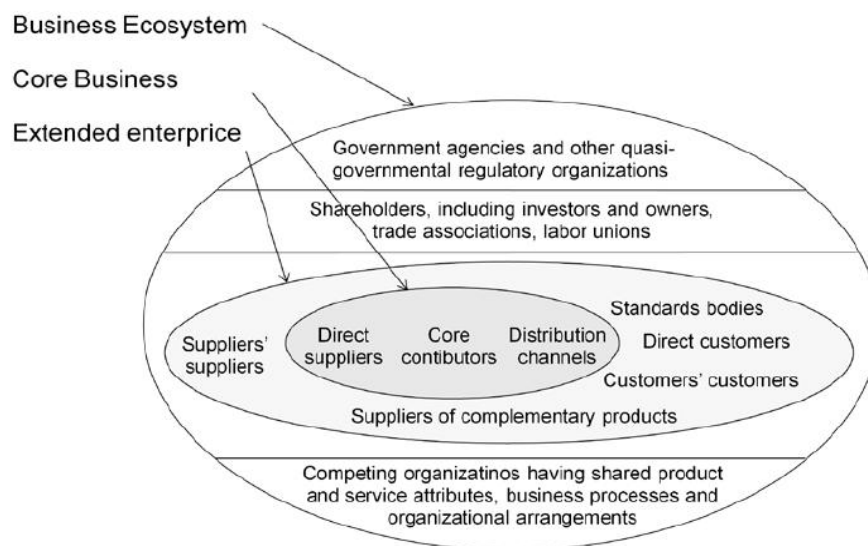 Business Ecosystem
Core Business
Extended enterprice
Government agencies and other quasi-
governmental regulatory organizations
Shareholders, including investors and owners,
trade associations, labor unions
Standards bodies
Suppliers'
suppliers
Direct
suppliers
Core
contibutors
Distribution
channels
Direct customers
Customers' customers
Suppliers of complementary products
Competing organizatinos having shared product
and service attributes, business processes and
organizational arrangements